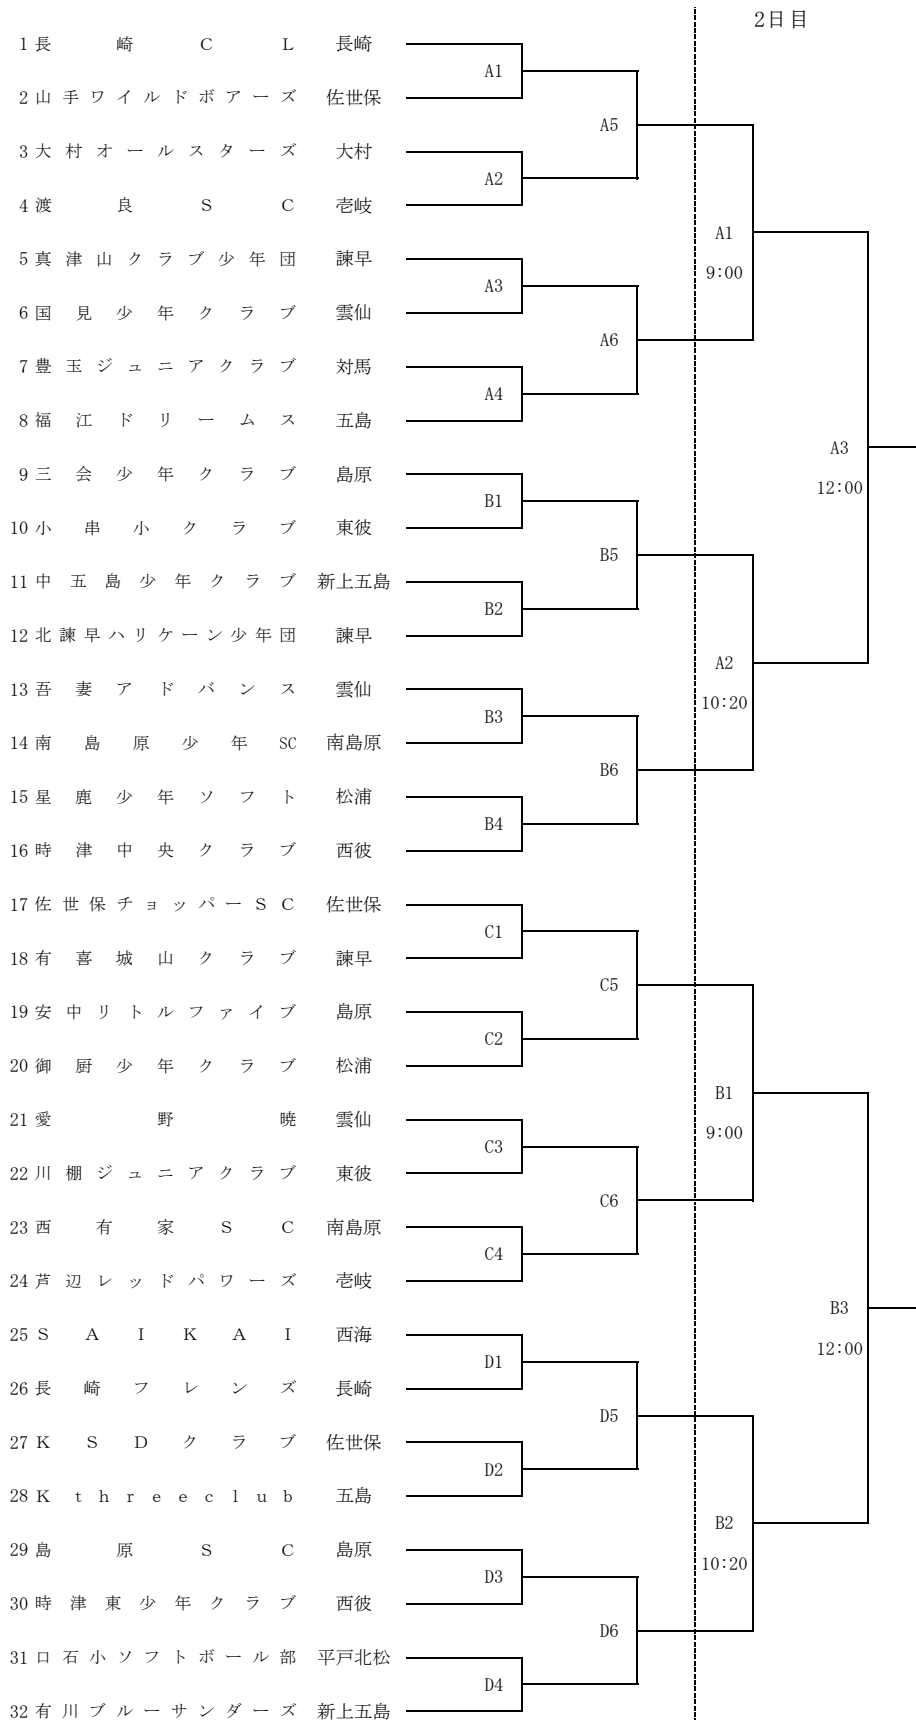 2日目
1 長崎CL 長崎
A1
2 山手ワイルドボアーズ 佐世保
A5
3 大村オールスターズ 大村
A2
4 渡良SC 壱岐
A1
9:00
5 真津山クラブ少年団 諫早
A3
6 国見少年クラブ 雲仙
A6
7 豊玉ジュニアクラブ 対馬
A4
8 福江ドリームス 五島
A3
12:00
9 三会少年クラブ 島原
B1
10 小串小クラブ 東彼
B5
11 中五島少年クラブ 新上五島
B2
12 北諫早ハリケーン少年団 諫早
A2
10:20
13 吾妻アドバンス 雲仙
B3
14 南島原少年SC 南島原
B6
15 星鹿少年ソフト 松浦
B4
16 時津中央クラブ 西彼
17 佐世保チョッパーSC 佐世保
C1
18 有喜城山クラブ 諫早
C5
19 安中リトルファイブ 島原
C2
20 御厨少年クラブ 松浦
B1
9:00
21 愛野暁 雲仙
C3
22 川棚ジュニアクラブ 東彼
C6
23 西有家SC 南島原
C4
24 芦辺レッドパワーズ 壱岐
B3
12:00
25 SAIKAI 西海
D1
26 長崎フレンズ 長崎
D5
27 KSDクラブ 佐世保
D2
28 Kthreeclub 五島
B2
10:20
29 島原SC 島原
D3
30 時津東少年クラブ 西彼
D6
31 口石小ソフトボール部 平戸北松
D4
32 有川ブルーサンダーズ 新上五島